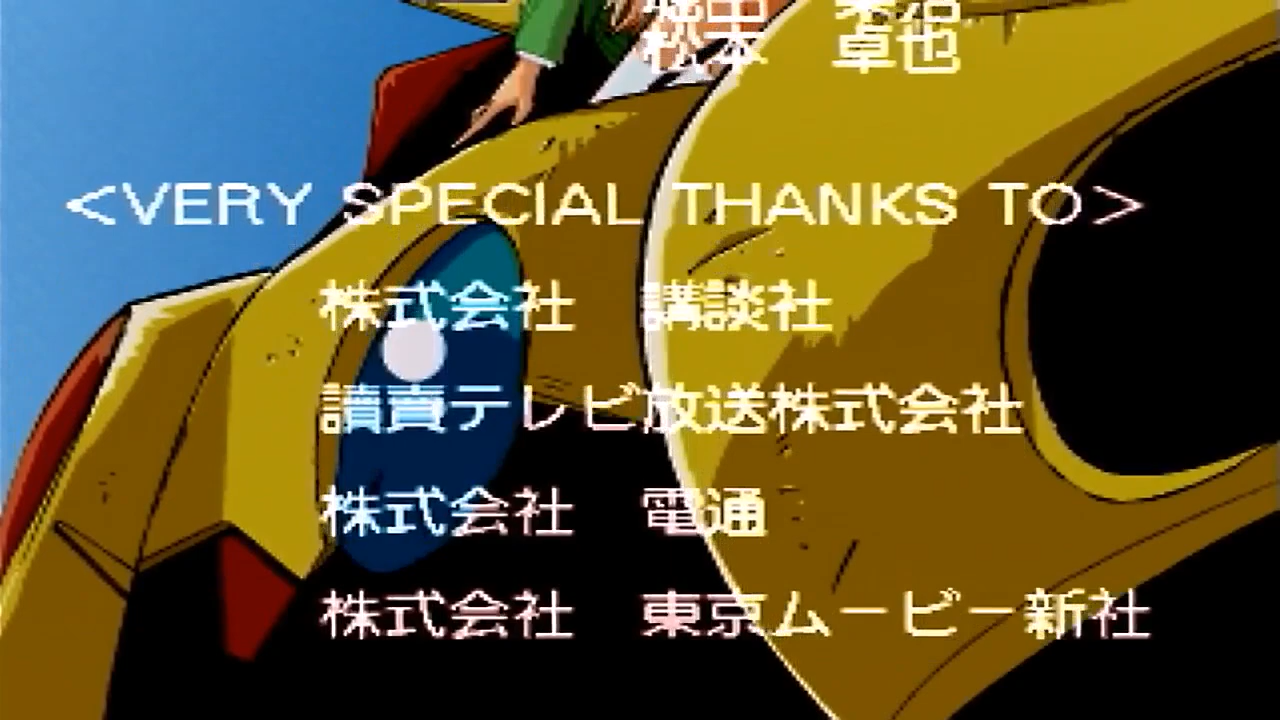 松本 卓也
<VERY SPECIAL THANKS TO>
株式会社 講談社
讀賣テレビ放送株式会社
株式会社 電通
株式会社 東京ムービー新社